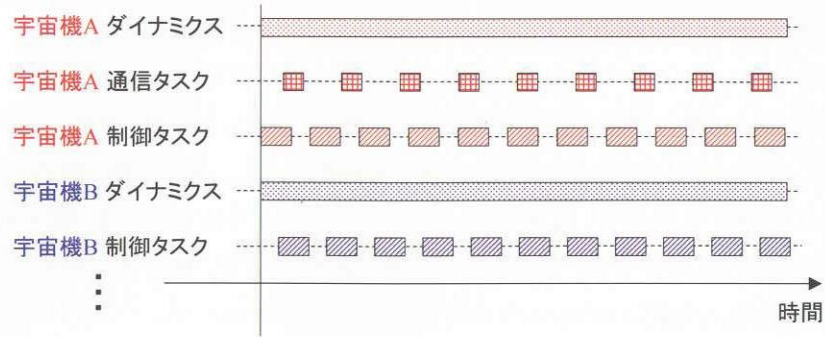 宇宙機A ダイナミクス
宇宙機A 通信タスク
宇宙機A 制御タスク
宇宙機B ダイナミクス
宇宙機B 制御タスク
時間